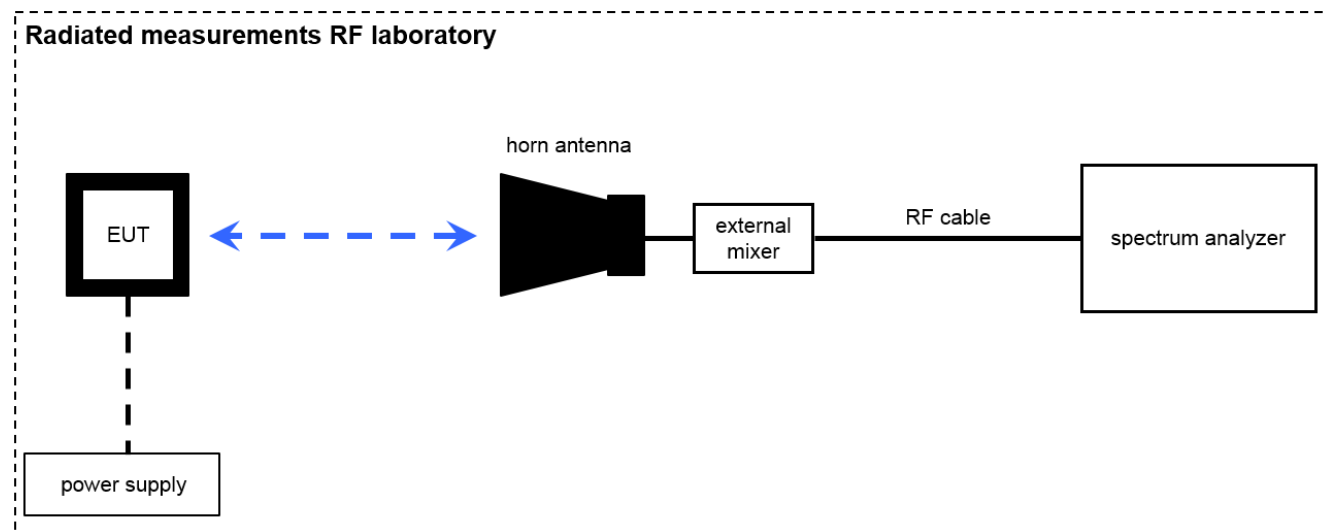 Radiated measurements RF laboratory
horn antenna
EUT
external
mixer
RF cable
spectrum analyzer
power supply